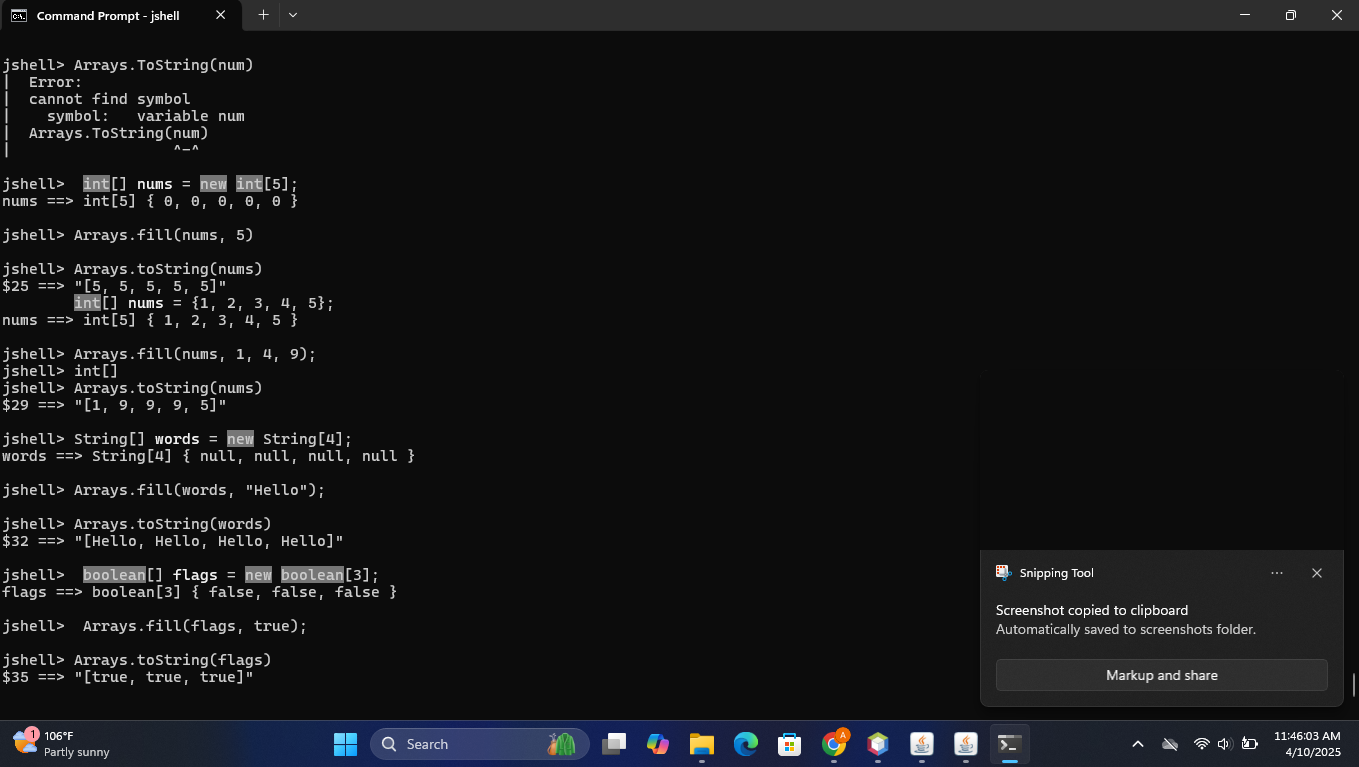 Command Prompt - jshell
jshell> Arrays.ToString(num)
|  Error:
|  cannot find symbol
|    symbol:   variable num
|  Arrays.ToString(num)
|                  ^-^
jshell>  int[] nums = new int[5];
nums ==> int[5] { 0, 0, 0, 0, 0 }
jshell> Arrays.fill(nums, 5)
jshell> Arrays.toString(nums)
$25 ==> "[5, 5, 5, 5, 5]"
        int[] nums = {1, 2, 3, 4, 5};
nums ==> int[5] { 1, 2, 3, 4, 5 }
jshell> Arrays.fill(nums, 1, 4, 9);
jshell> int[]
jshell> Arrays.toString(nums)
$29 ==> "[1, 9, 9, 9, 5]"
jshell> String[] words = new String[4];
words ==> String[4] { null, null, null, null }
jshell> Arrays.fill(words, "Hello");
jshell> Arrays.toString(words)
$32 ==> "[Hello, Hello, Hello, Hello]"
jshell>  boolean[] flags = new boolean[3];
flags ==> boolean[3] { false, false, false }
jshell>  Arrays.fill(flags, true);
jshell> Arrays.toString(flags)
$35 ==> "[true, true, true]"
Snipping Tool
Screenshot copied to clipboard
Automatically saved to screenshots folder.
Markup and share
1
106°F
Partly sunny
Search
A
11:46:03 AM
4/10/2025